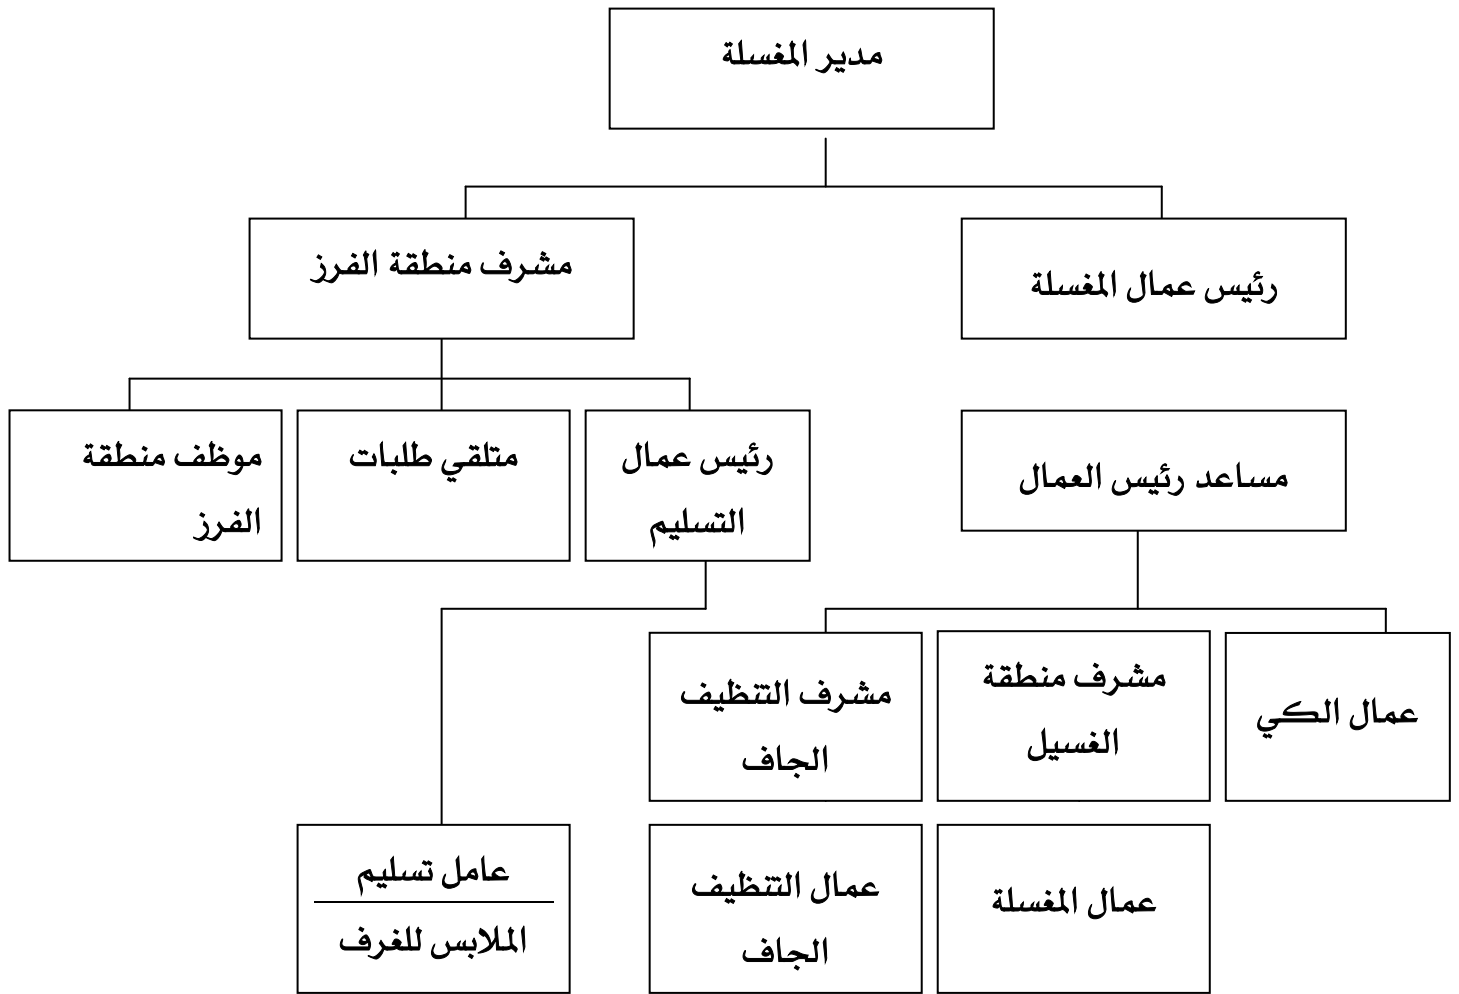 مدير المغسلة
رئيس عمال المغسلة
مشرف منطقة الفرز
مساعد رئيس العمال
رئيس عمال
التسليم
متلقي طلبات
موظف منطقة
الفرز
عمال الكي
مشرف منطقة
الغسيل
مشرف التنظيف
الجاف
عمال المغسلة
عمال التنظيف
الجاف
عامل تسليم
الملابس للغرف